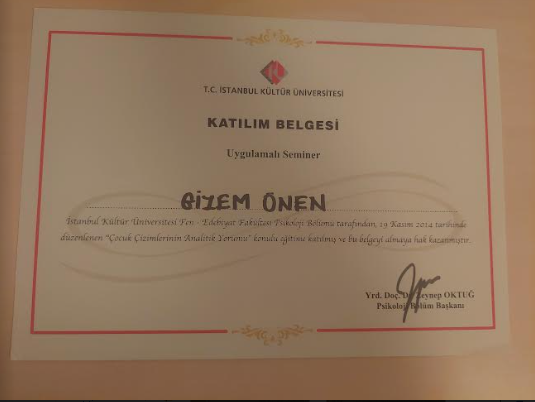 T.C. İSTANBUL KÜLTÜR ÜNİVERSİTESİ
KATILIM BELGESİ
Uygulamalı Seminer
GİZEM ÖNEN
İstanbul Kültür Üniversitesi Fen - Edebiyat Fakültesi Psikoloji Bölümü tarafından, 29 Kasım 2014 tarihinde
düzenlenen "Çocuk Çizimlerinin Analitik Yorumu" konulu eğitime katılmış ve bu belgeyi almaya hak kazanmıştır.
Yrd. Doç. Dr. Zeynep OKTUĞ
Psikoloji Bölüm Başkanı